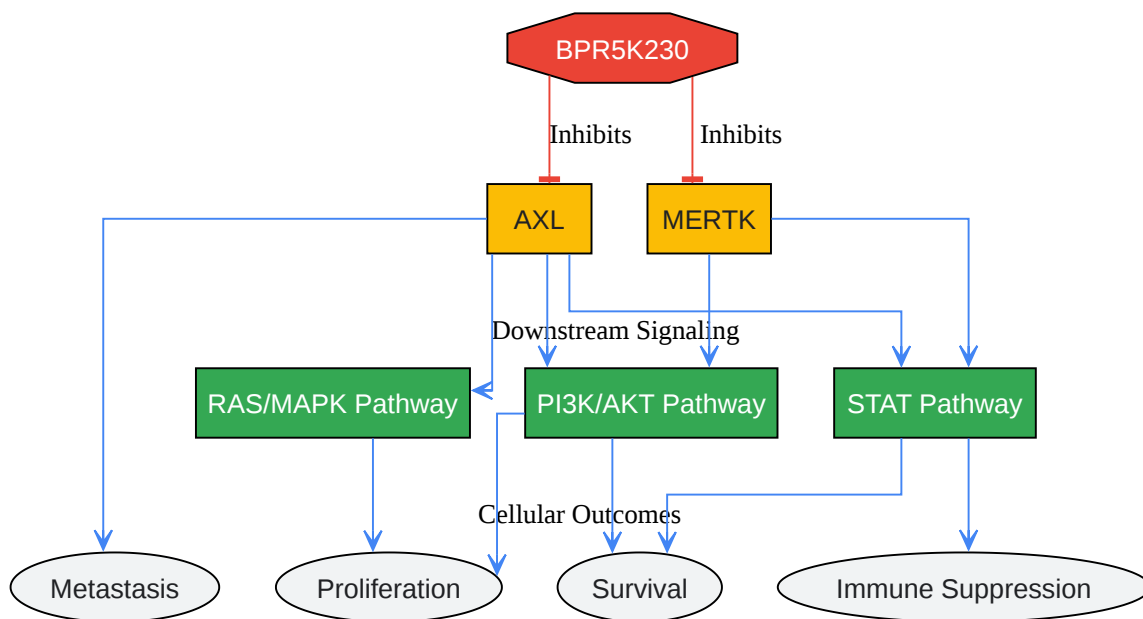 BPR5K230
Inhibits
Inhibits
AXL
MERTK
Downstream Signaling
RAS/MAPK Pathway
PI3K/AKT Pathway
STAT Pathway
Cellular Outcomes
Metastasis
Proliferation
Survival
Immune Suppression